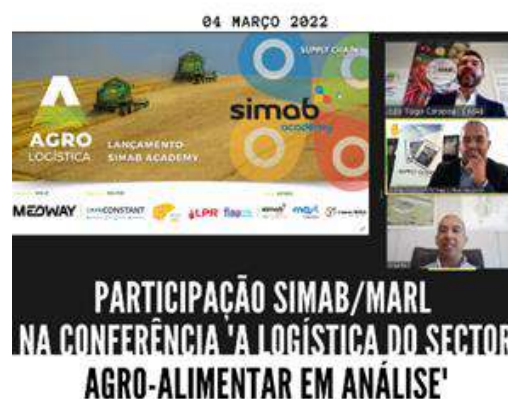 04 MARÇO 2022
SUPPLY CHAIN
simab
academy
AGRO
LOGÍSTICA
LANÇAMENTO
SIMAB ACADEMY
MEDWAY
LPR
simab
PARTICIPAÇÃO SIMAB/MARL
NA CONFERÊNCIA 'A LOGÍSTICA DO SECTOR
AGRO-ALIMENTAR EM ANÁLISE'